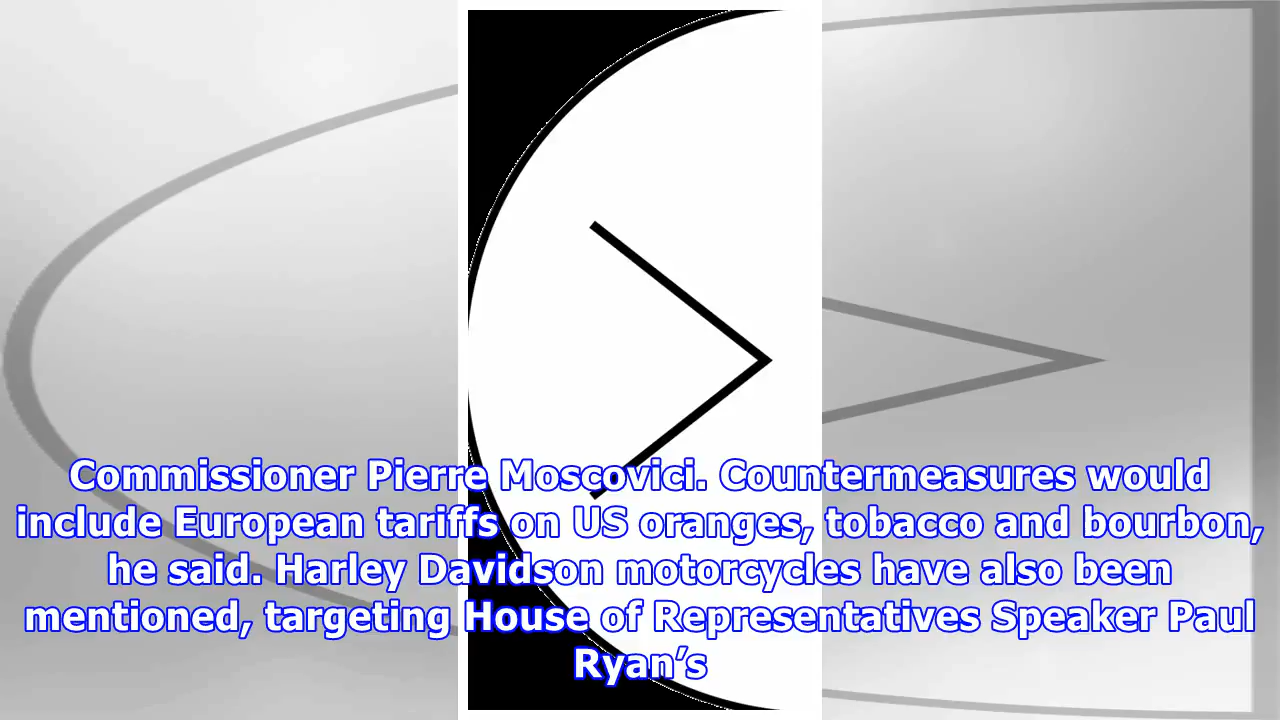 Commissioner Pierre Moscovici. Countermeasures would
include European tariffs on US oranges, tobacco and bourbon,
he said. Harley Davidson motorcycles have also been
mentioned, targeting House of Representatives Speaker Paul
Ryan’s